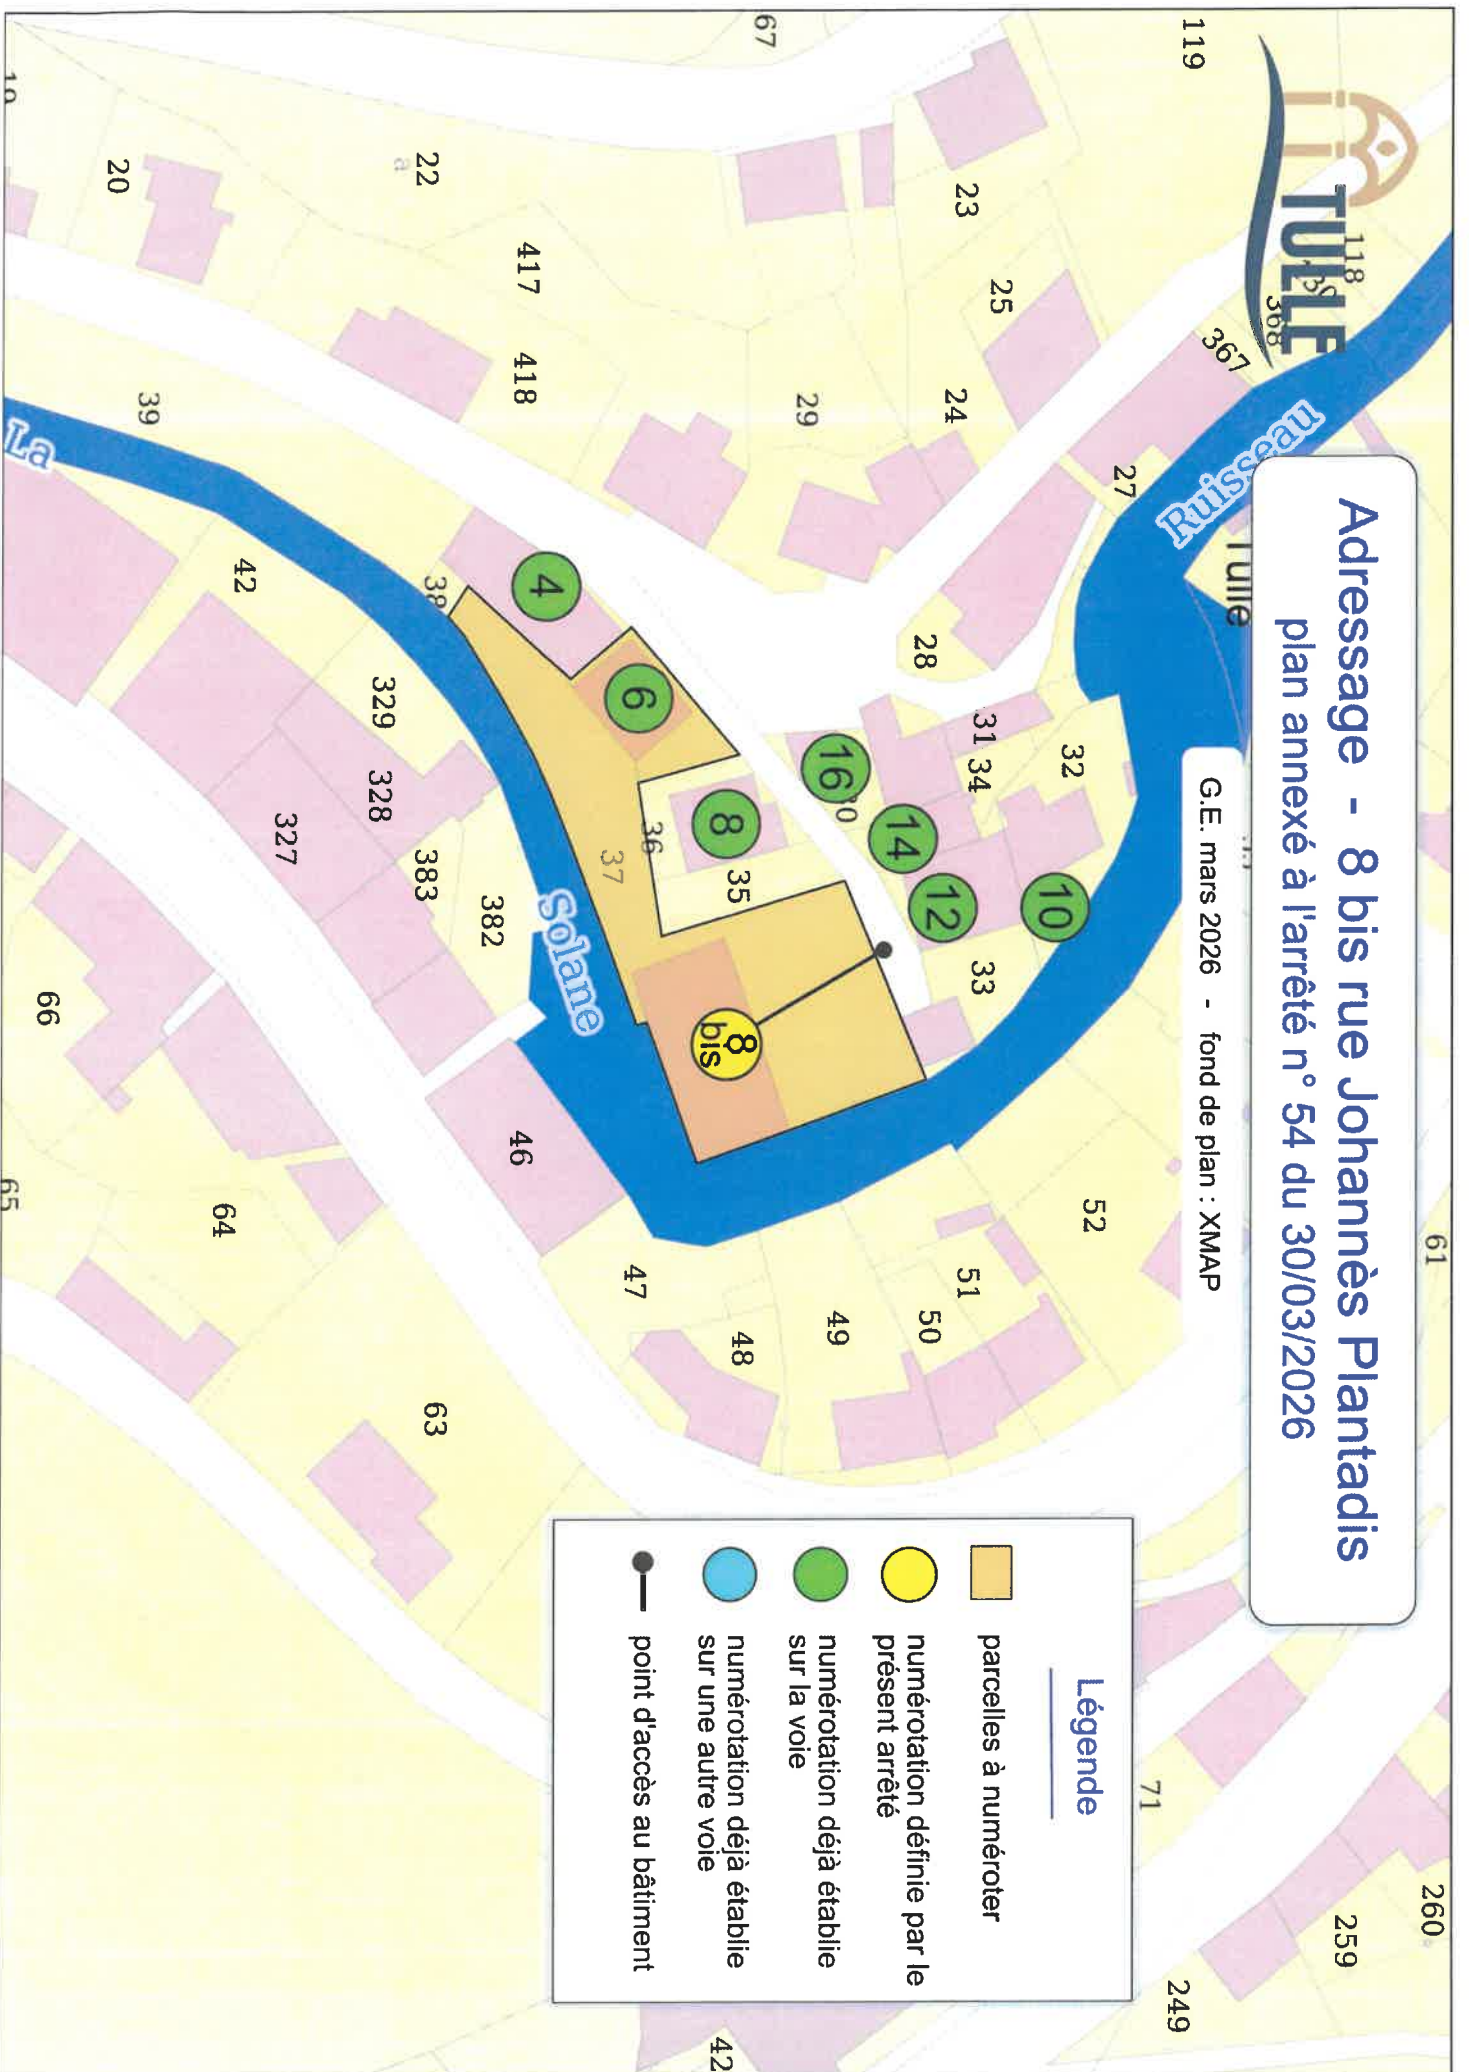 TULLE
Adressage - 8 bis rue Johannès Plantadis
plan annexé à l'arrêté n° 54 du 30/03/2026
G.E. mars 2026 - fond de plan : XMAP
Tulle
Ruisseau
La
Solane
119
118
368
367
67
23
25
24
27
22
a
20
417
418
29
28
39
42
38
329
328
327
383
382
31
34
32
33
35
36
37
4
6
8
16
14
12
10
8
bis
46
47
48
49
50
51
52
61
66
64
65
63
71
260
259
249
42
Légende
parcelles à numéroter
numérotation définie par le
présent arrêté
numérotation déjà établie
sur la voie
numérotation déjà établie
sur une autre voie
point d'accès au bâtiment